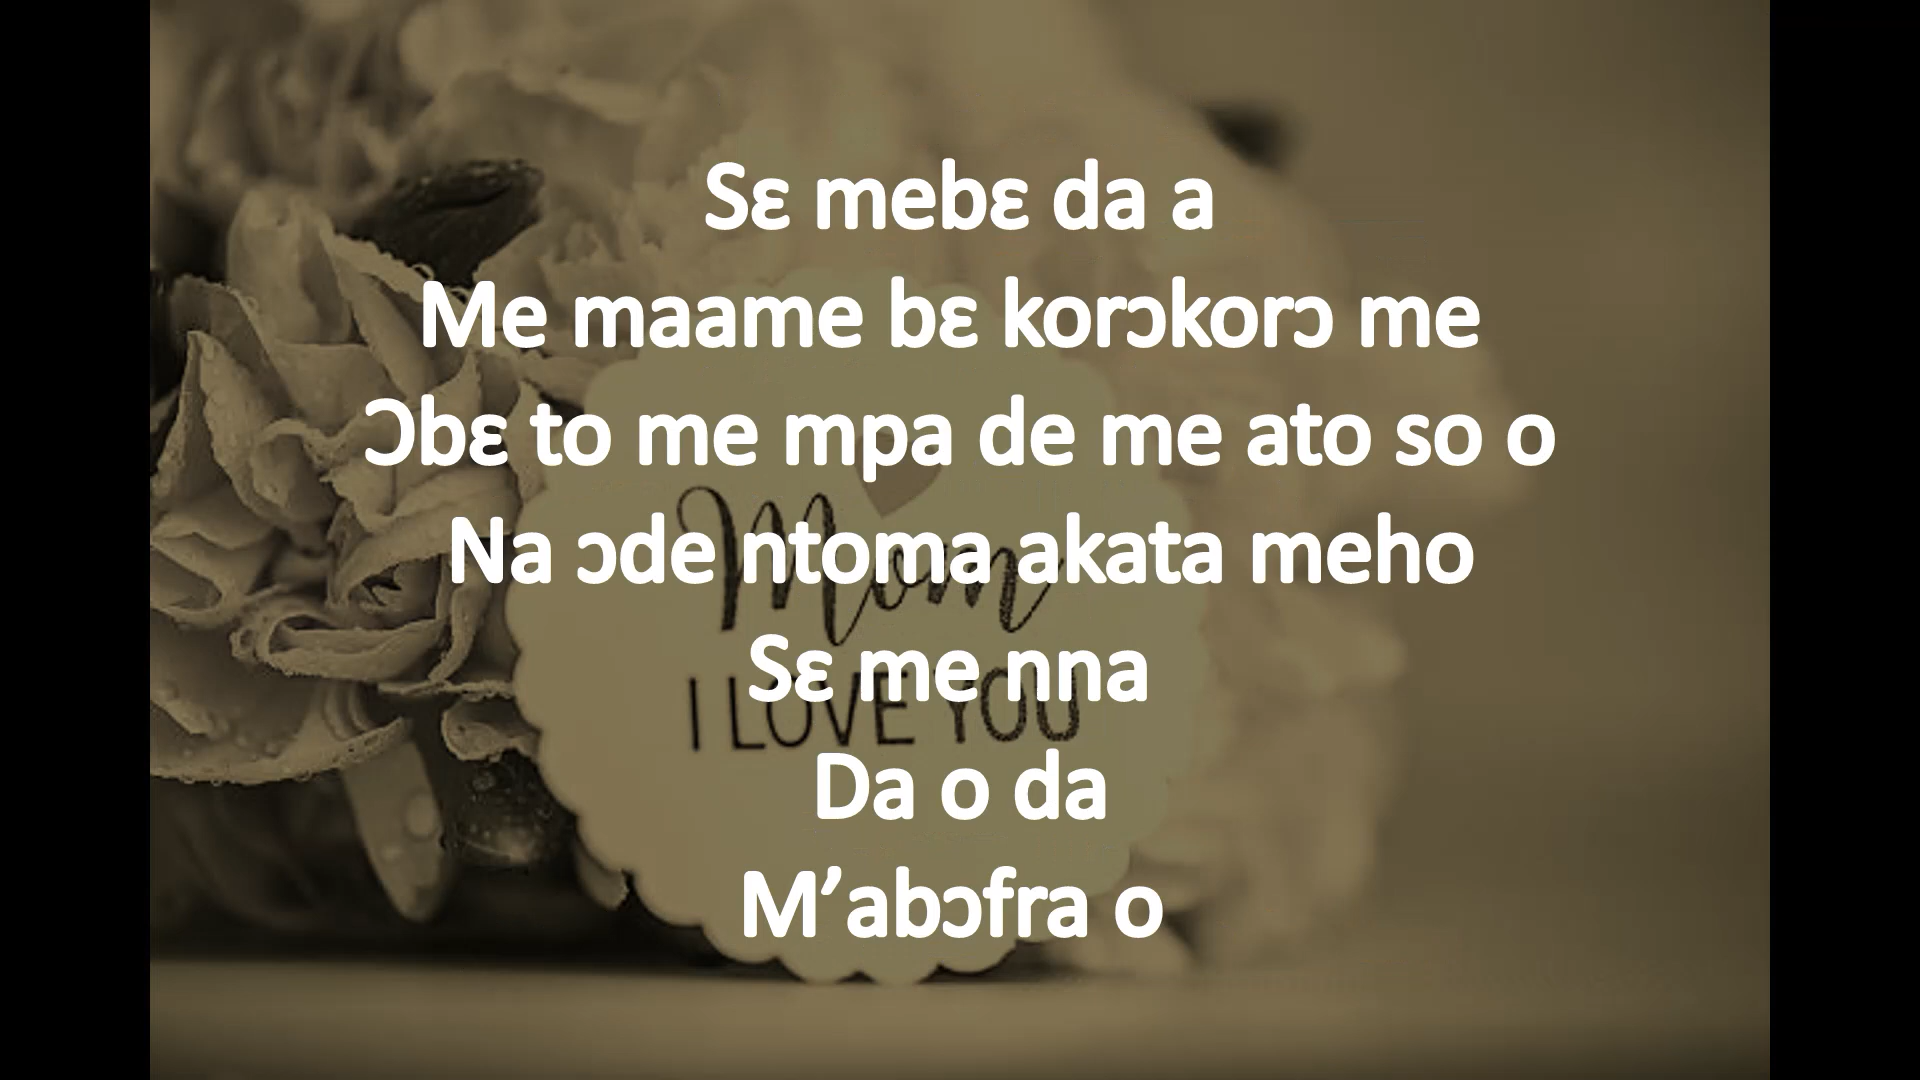 Sɛ mebɛ da a
Me maame bɛ korɔkorɔ me
Ɔbɛ to me mpa de me ato so o
Na ɔde ntoma akata meho
Sɛ me nna
Da o da
M’abɔfra o
Mom
I LOVE YOU